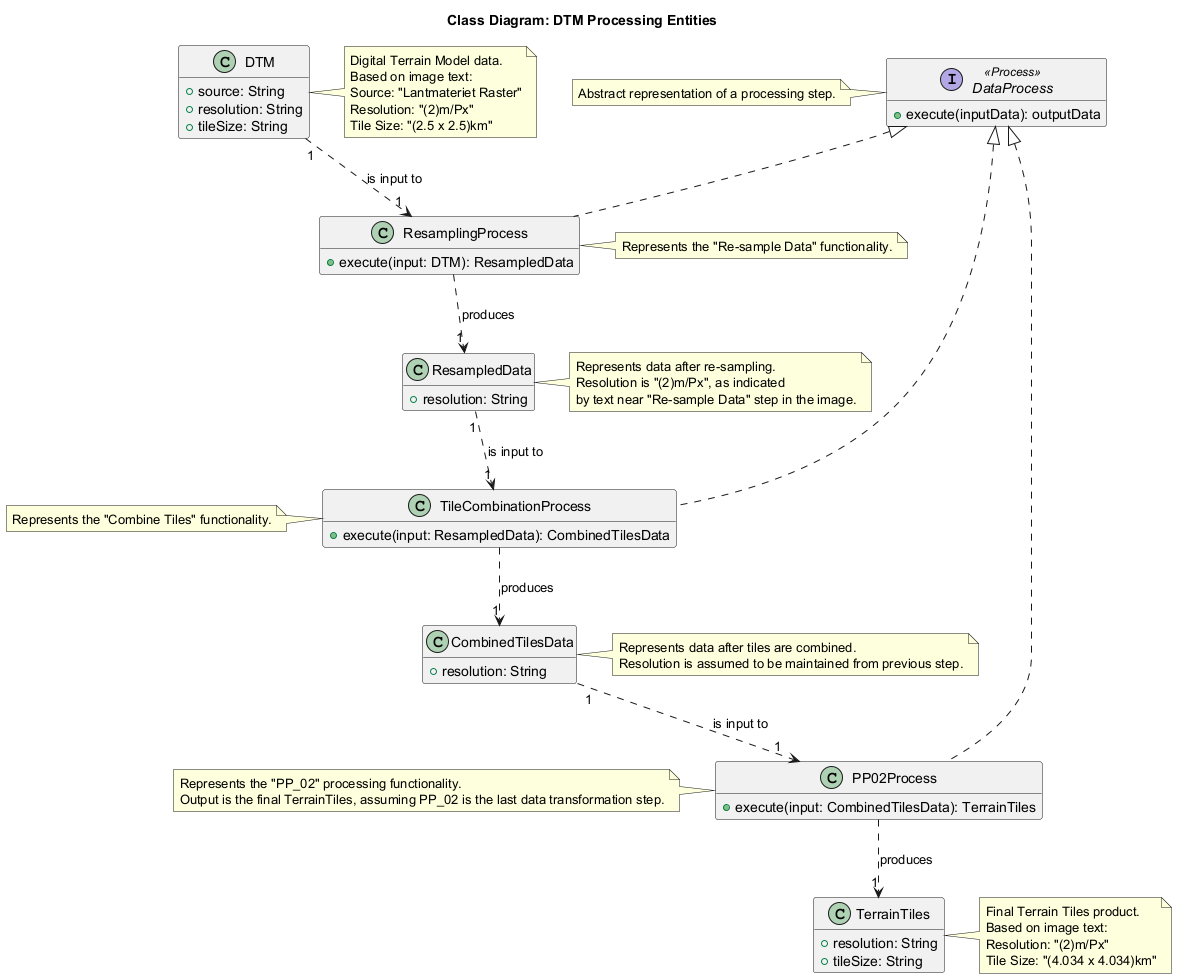 Class Diagram: DTM Processing Entities
C DTM
source: String
resolution: String
tileSize: String
Digital Terrain Model data.
Based on image text:
Source: "Lantmateriet Raster"
Resolution: "(2)m/Px"
Tile Size: "(2.5 x 2.5)km"
Abstract representation of a processing step.
«Process»
I DataProcess
execute(inputData): outputData
1
is input to
1
C ResamplingProcess
execute(input: DTM): ResampledData
Represents the "Re-sample Data" functionality.
produces
1
C ResampledData
resolution: String
Represents data after re-sampling.
Resolution is "(2)m/Px", as indicated
by text near "Re-sample Data" step in the image.
1
is input to
1
Represents the "Combine Tiles" functionality.
C TileCombinationProcess
execute(input: ResampledData): CombinedTilesData
produces
1
C CombinedTilesData
resolution: String
Represents data after tiles are combined.
Resolution is assumed to be maintained from previous step.
1
is input to
1
Represents the "PP_02" processing functionality.
Output is the final TerrainTiles, assuming PP_02 is the last data transformation step.
C PP02Process
execute(input: CombinedTilesData): TerrainTiles
produces
1
C TerrainTiles
resolution: String
tileSize: String
Final Terrain Tiles product.
Based on image text:
Resolution: "(2)m/Px"
Tile Size: "(4.034 x 4.034)km"